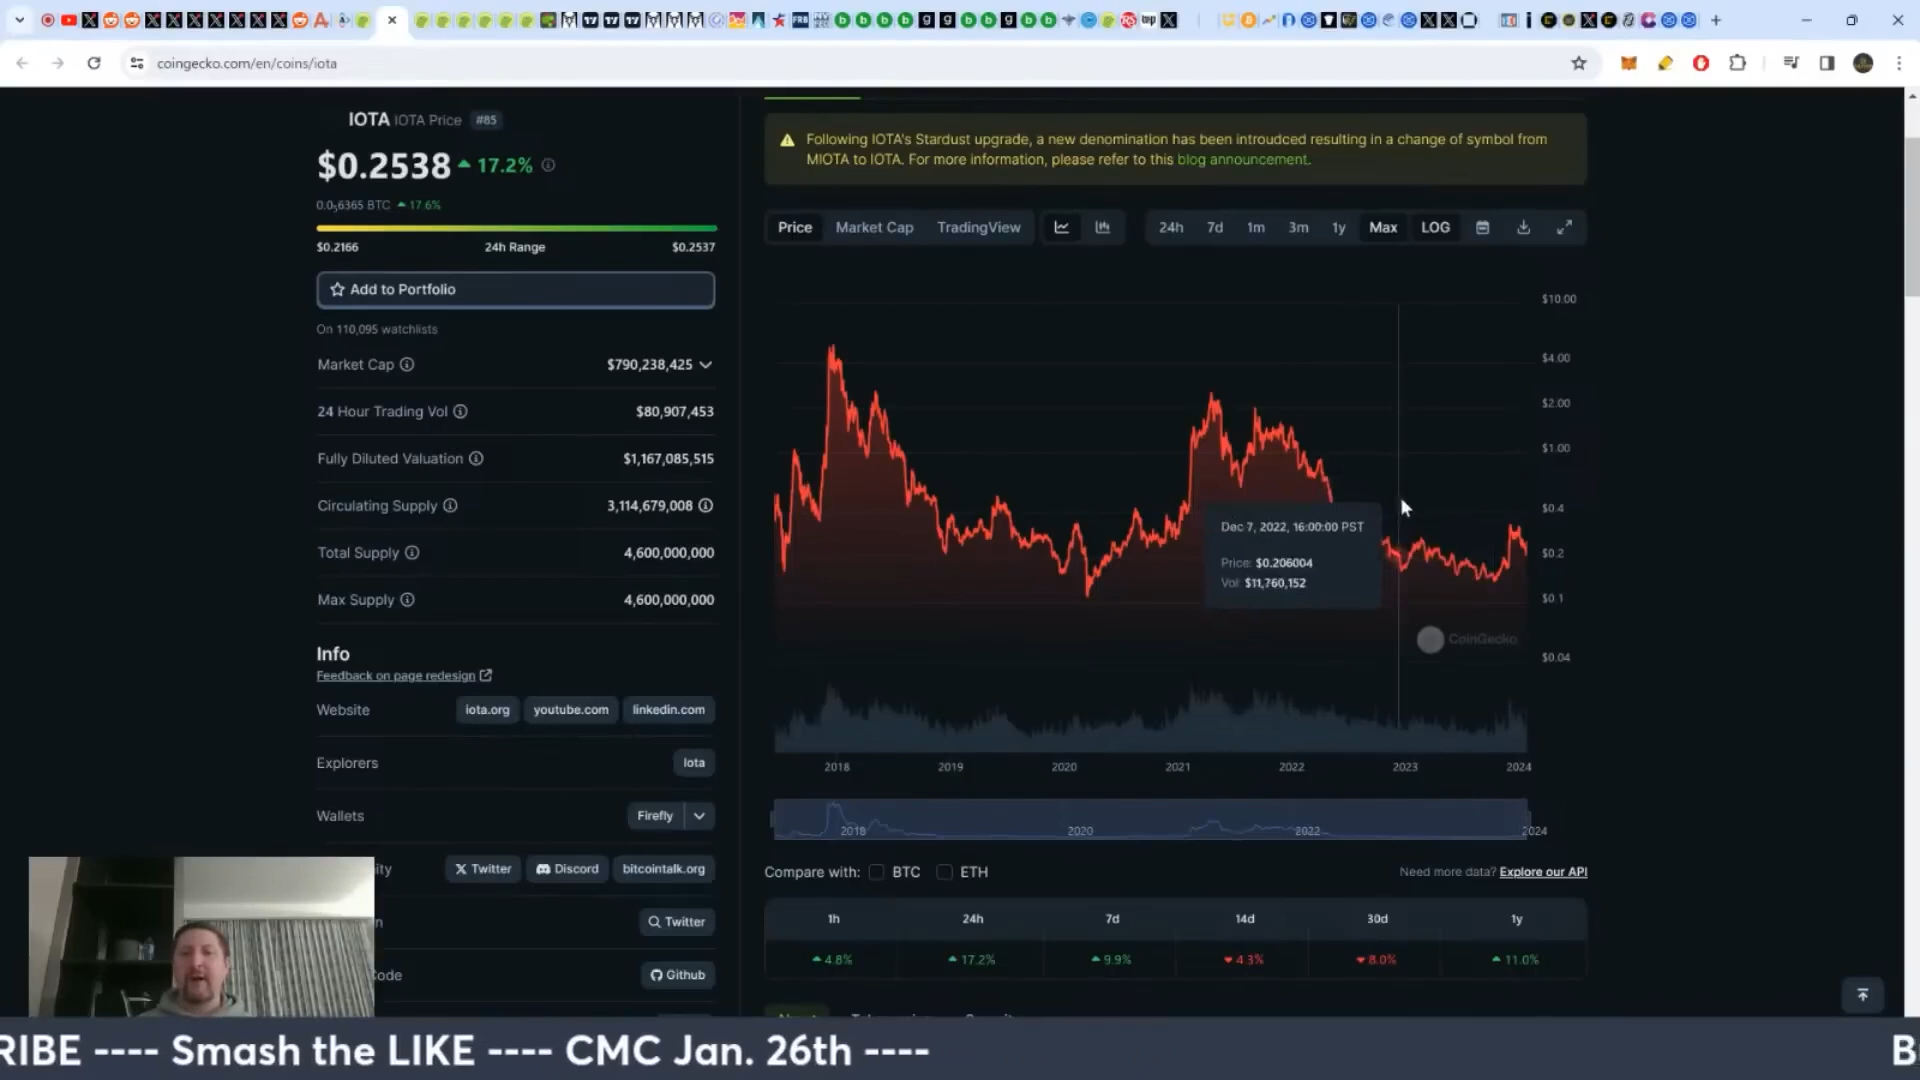 coingecko.com/en/coins/iota
IOTA IOTA Price #85
$0.2538 17.2%
BTC 17.6%
$0.2166 24h Range $0.2537
Add to Portfolio
On 110,095 watchlists
Market Cap $790,238,425
24 Hour Trading Vol $80,907,453
Fully Diluted Valuation $1,167,085,515
Circulating Supply 3,114,679,008
Total Supply 4,600,000,000
Max Supply 4,600,000,000
Info
Feedback on page redesign
Website iota.org youtube.com linkedin.com
Explorers Iota
Wallets Firefly
ity Twitter Discord bitcointalk.org
n Twitter
Code Github
Following IOTA's Stardust upgrade, a new denomination has been introudced resulting in a change of symbol from
MIOTA to IOTA. For more information, please refer to this blog announcement.
Price Market Cap TradingView 24h 7d 1m 3m 1y Max LOG
$10.00
$4.00
$2.00
$1.00
$0.4
$0.2
$0.1
$0.04
Dec 7, 2022, 16:00:00 PST
Price: $0.206004
Vol: $11,760,152
CoinGecko
2018 2019 2020 2021 2022 2023 2024
2018 2020 2022 2024
Compare with: BTC ETH Need more data? Explore our API
1h 24h 7d 14d 30d 1y
4.8% 17.2% 9.9% 4.3% 8.0% 11.0%
RIBE ---- Smash the LIKE ---- CMC Jan. 26th ----